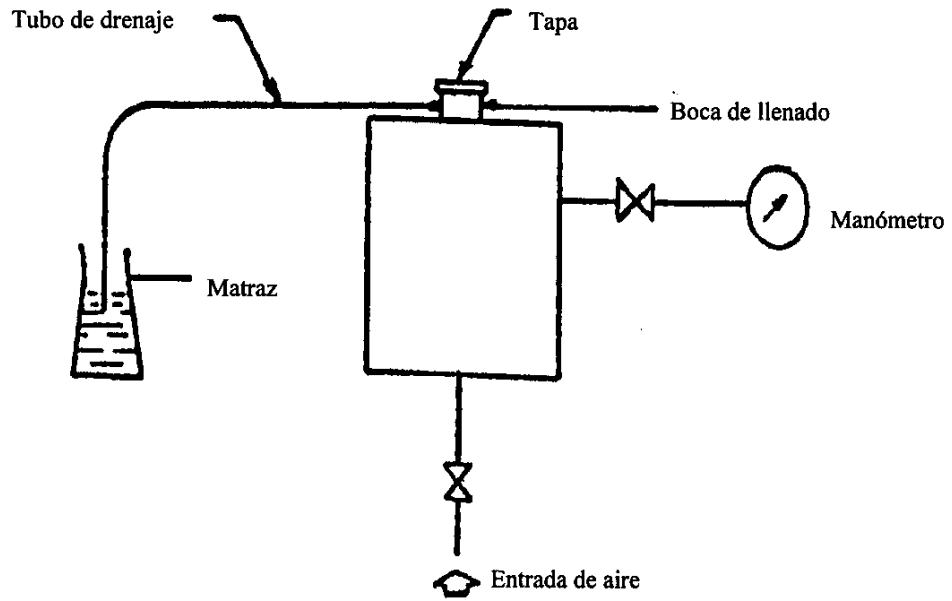 Tubo de drenaje
Tapa
Boca de llenado
Manómetro
Matraz
Entrada de aire